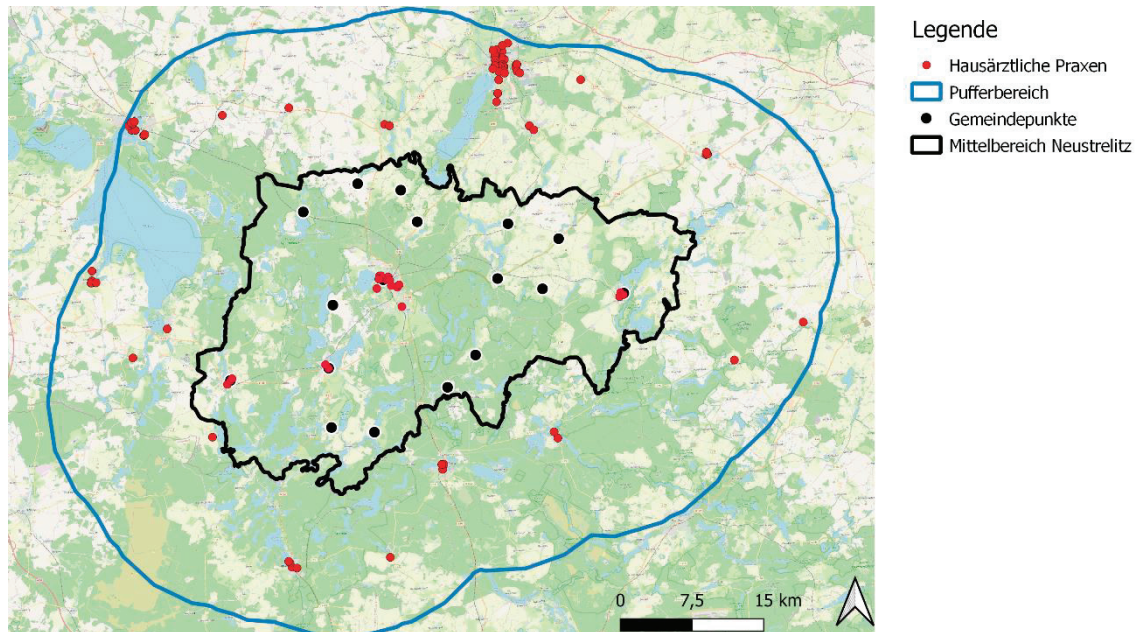 Legende
Hausärztliche Praxen
Pufferbereich
Gemeindepunkte
Mittelbereich Neustrelitz
0 7,5 15 km